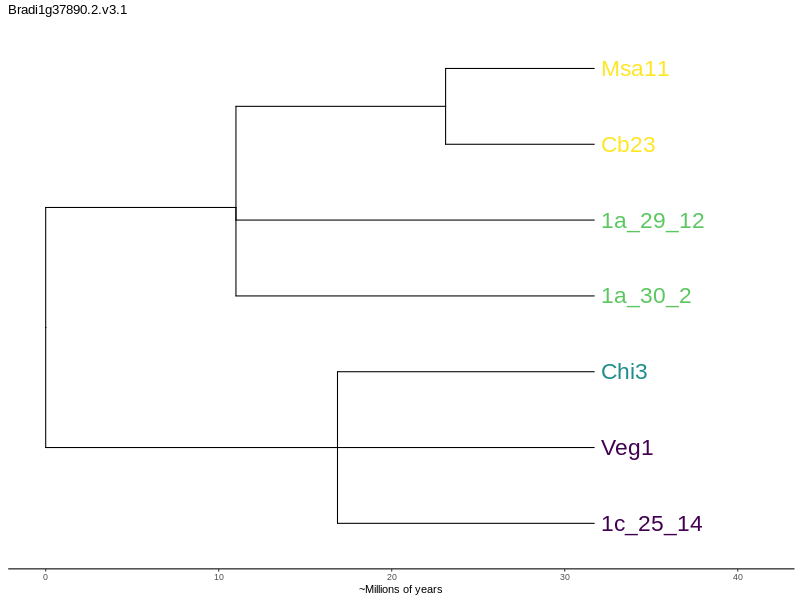 Bradi1g37890.2.v3.1
Msa11
Cb23
1a_29_12
1a_30_2
Chi3
Veg1
1c_25_14
0 10 20 30 40
~Millions of years